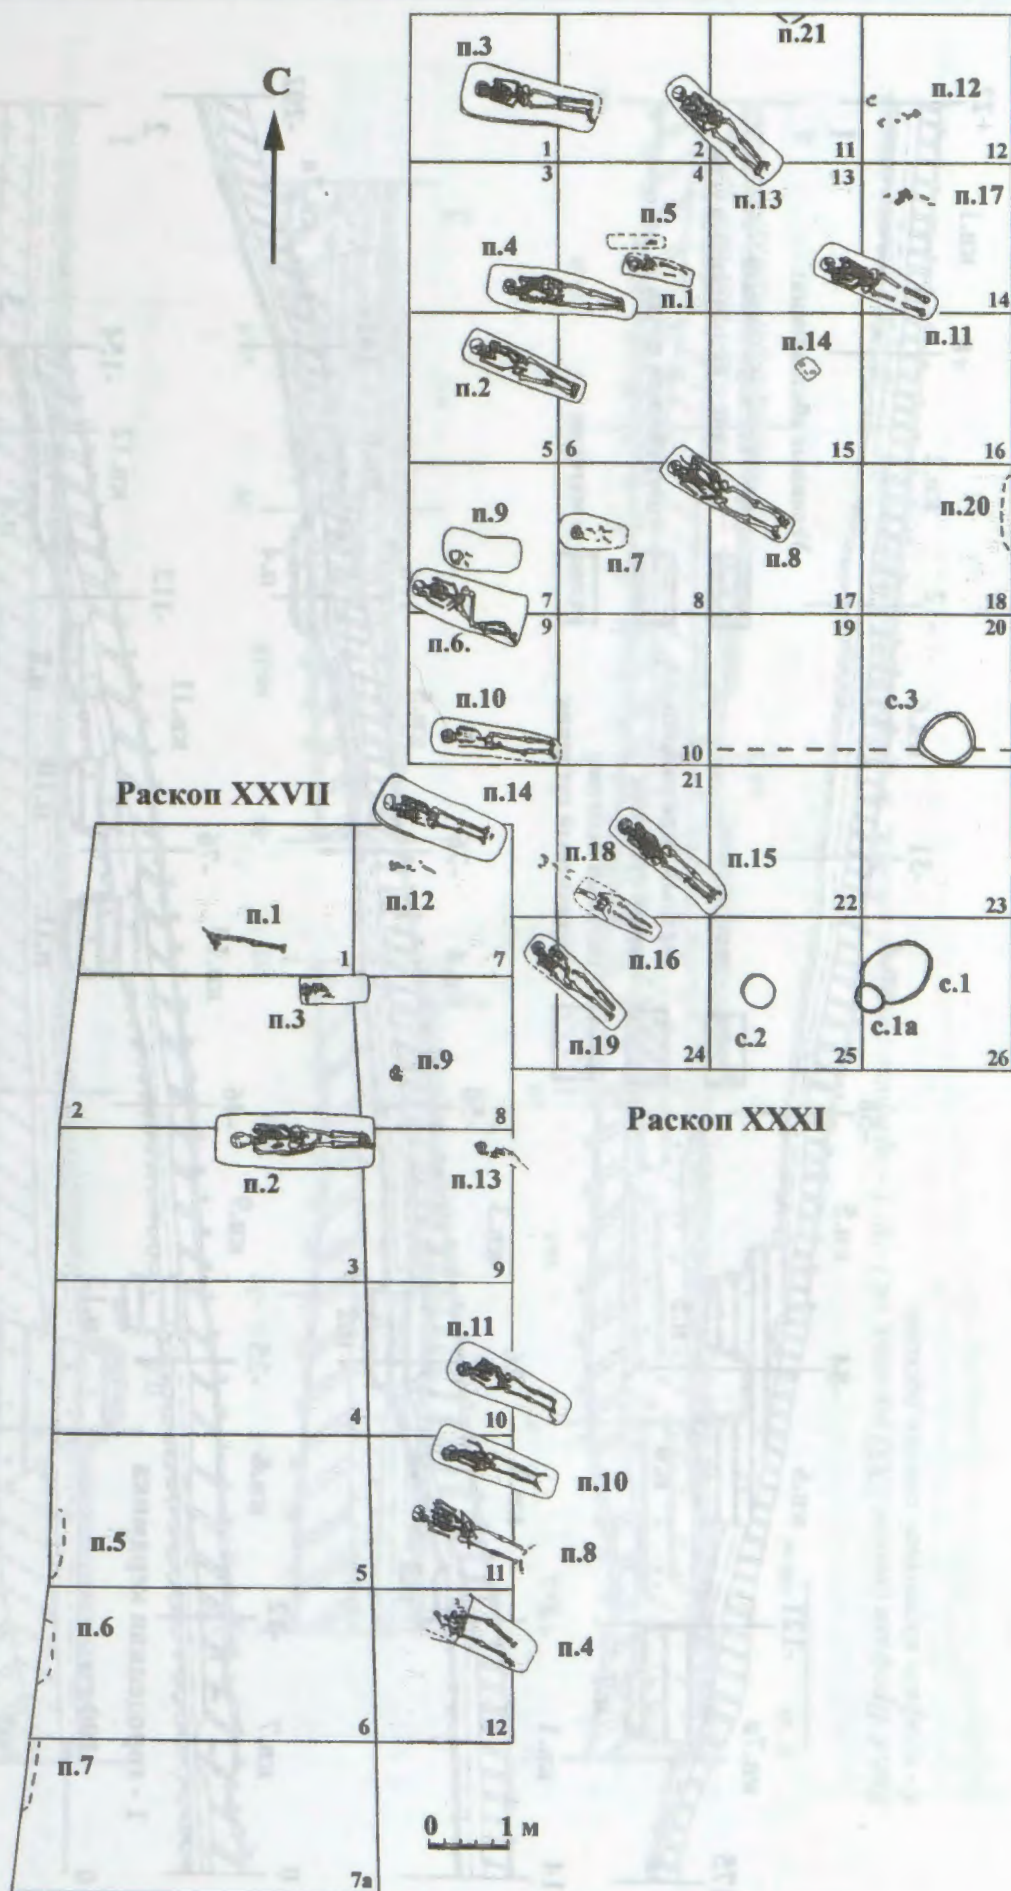 С
п.21
п.3
п.12
1
2
11
12
3
4
13
п.13
п.17
п.5
п.4
п.1
14
п.11
п.14
п.2
5
6
15
16
п.20
п.9
п.7
п.8
7
8
17
18
9
19
20
п.6.
п.10
с.3
10
Раскоп XXVII
21
п.14
п.18
п.15
п.12
п.1
22
23
1
7
п.16
п.3
с.1
с.1а
с.2
п.19
24
25
26
п.9
2
8
Раскоп XXXI
п.2
п.13
3
9
п.11
4
10
п.10
п.5
п.8
5
11
п.6
п.4
6
12
п.7
0 1 м
7а